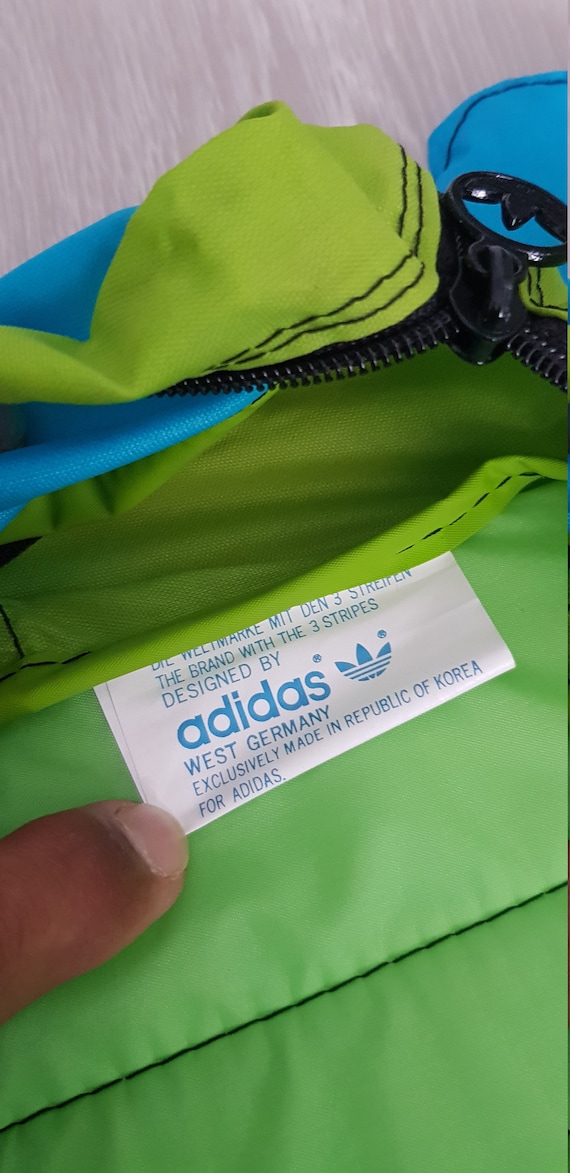 DIE WELTMARKE MIT DEN 3 STREIFEN
THE BRAND WITH THE 3 STRIPES
DESIGNED BY
adidas®
®
WEST GERMANY
EXCLUSIVELY MADE IN REPUBLIC OF KOREA
FOR ADIDAS.